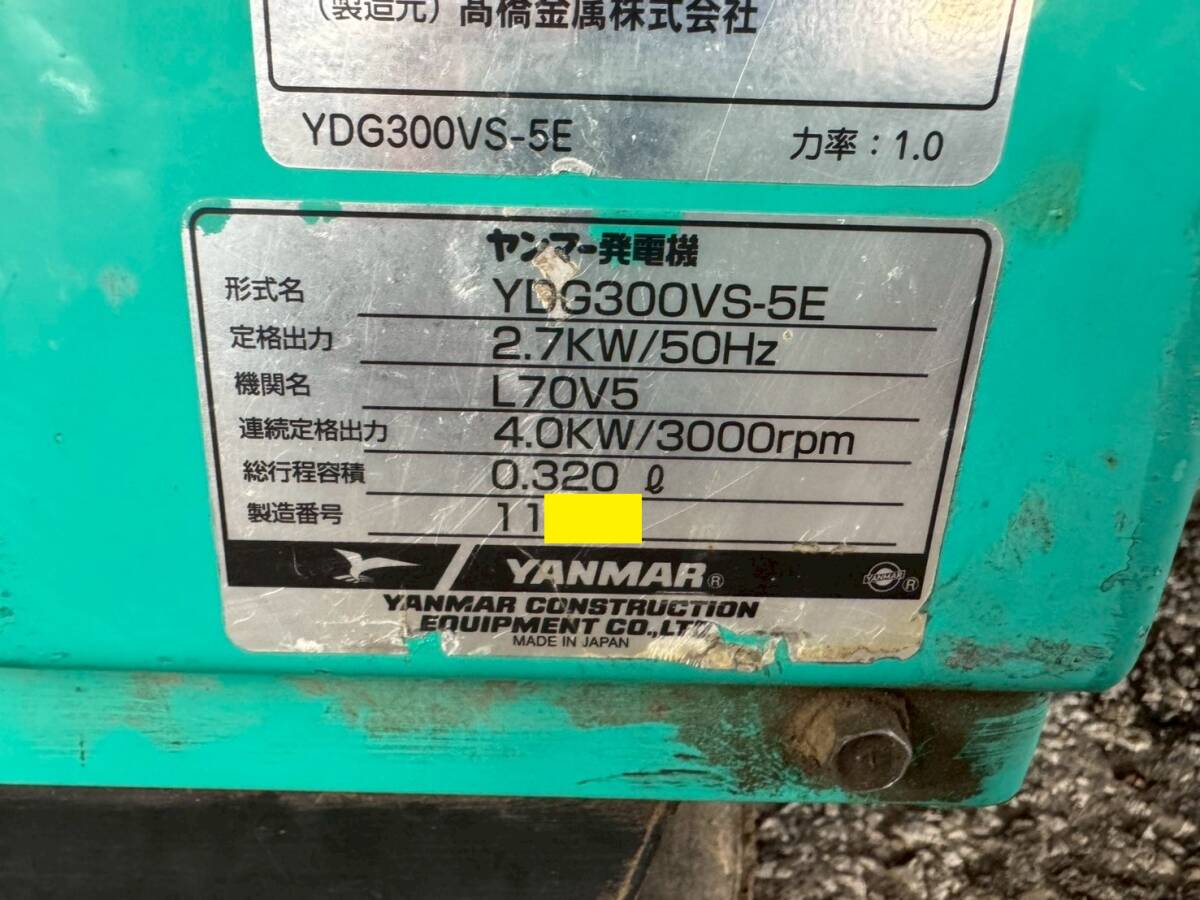 (製造元)髙橋金属株式会社
YDG300VS-5E 力率：1.0
ヤンマー発電機
形式名 YDG300VS-5E
定格出力 2.7KW/50Hz
機関名 L70V5
連続定格出力 4.0KW/3000rpm
総行程容積 0.320 ℓ
製造番号 11
YANMAR® YANMAR ®
YANMAR CONSTRUCTION
EQUIPMENT CO.,LTD.
MADE IN JAPAN